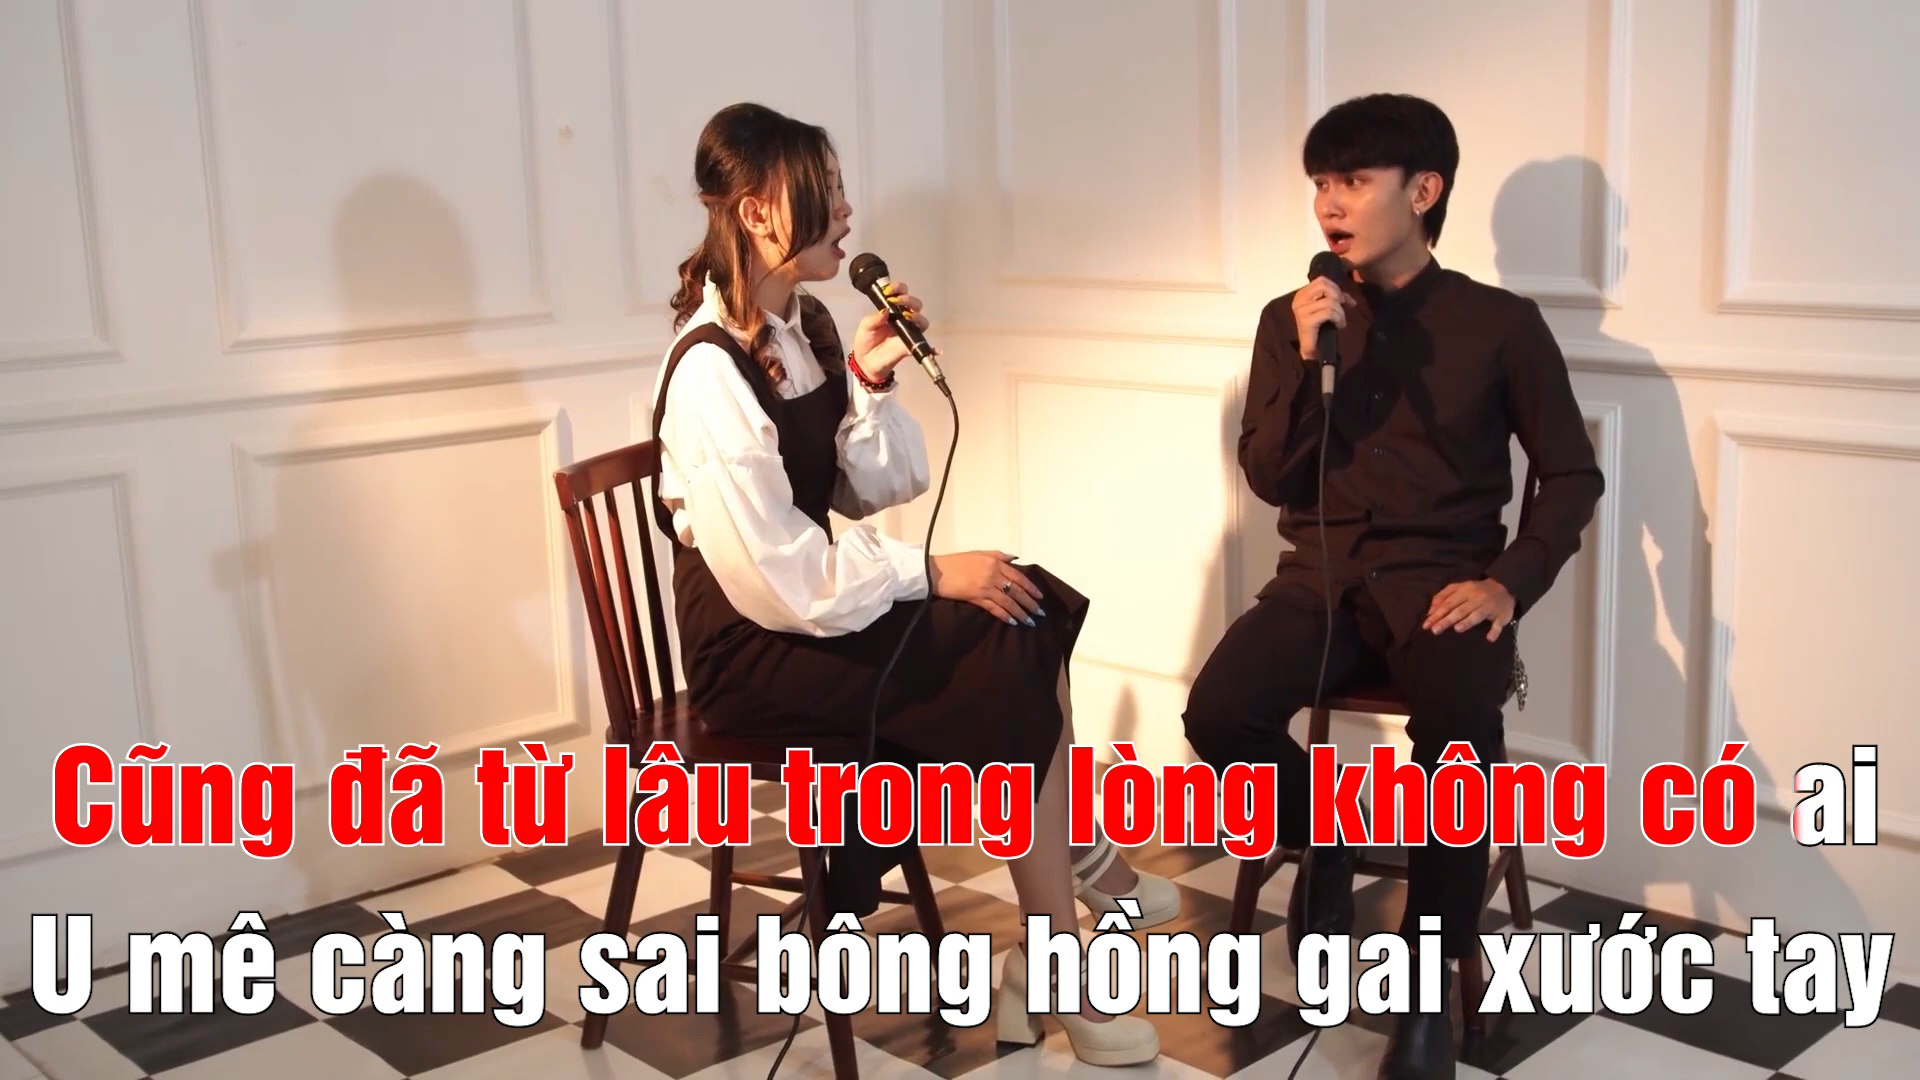 Cũng đã từ lâu trong lòng không có ai
U mê càng sai bông hồng gai xước tay